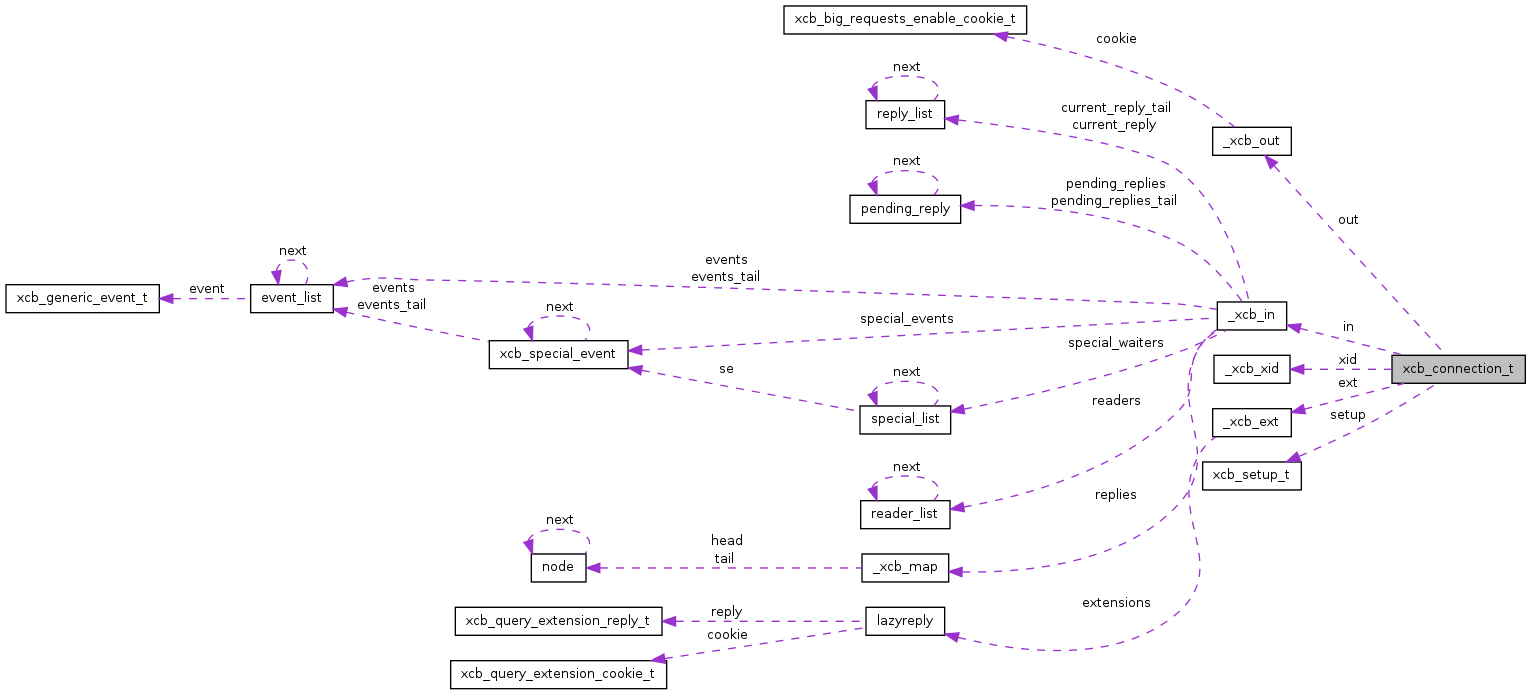 xcb_big_requests_enable_cookie_t
cookie
next
reply_list
current_reply_tail
current_reply
_xcb_out
next
pending_reply
pending_replies
pending_replies_tail
out
next
event_list
xcb_generic_event_t
event
events
events_tail
events
events_tail
next
xcb_special_event
special_events
_xcb_in
in
special_waiters
xid
_xcb_xid
xcb_connection_t
se
next
special_list
ext
_xcb_ext
readers
setup
xcb_setup_t
next
reader_list
replies
next
node
head
tail
_xcb_map
extensions
xcb_query_extension_reply_t
reply
lazyreply
cookie
xcb_query_extension_cookie_t